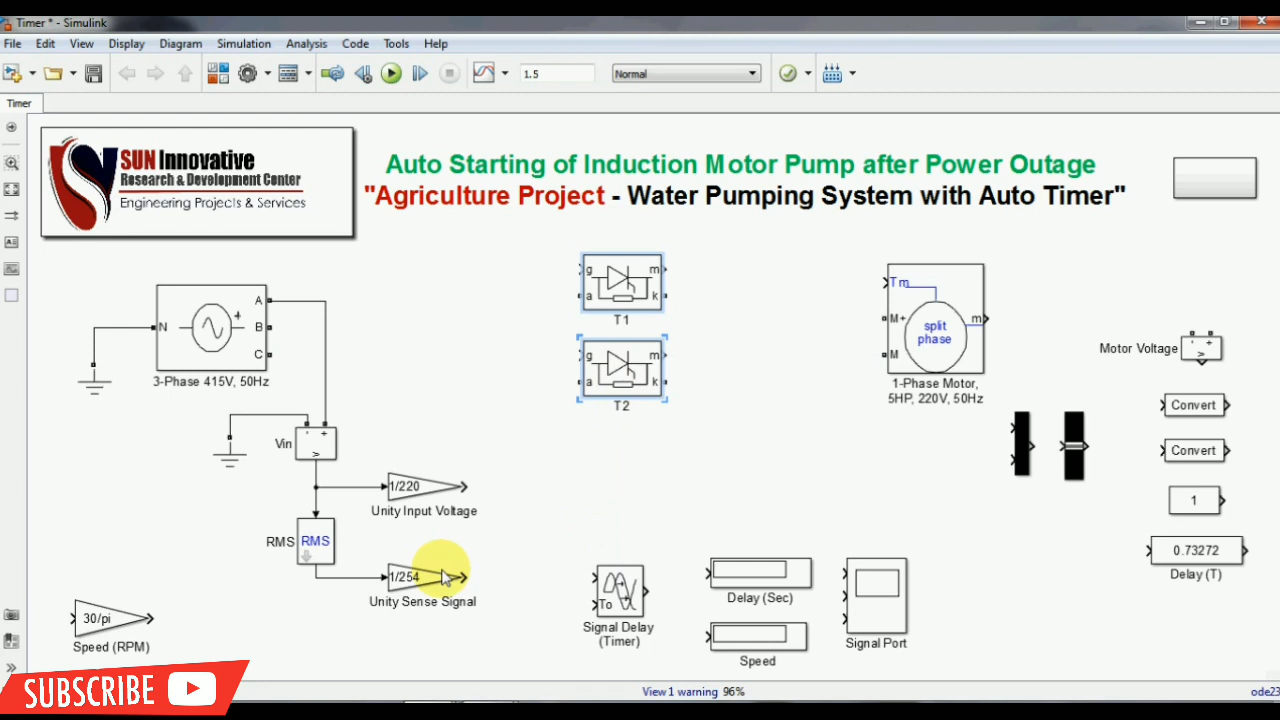 Timer * - Simulink
File Edit View Display Diagram Simulation Analysis Code Tools Help
1.5 Normal
Timer
SUN Innovative
Research & Development Center
Engineering Projects & Services
Auto Starting of Induction Motor Pump after Power Outage
"Agriculture Project - Water Pumping System with Auto Timer"
g m
a k
T1
g m
a k
T2
N A
+
B
C
3-Phase 415V, 50Hz
Tm
M+ m
M
split
phase
1-Phase Motor,
5HP, 220V, 50Hz
Motor Voltage - + v
Convert
Convert
1
0.73272
Delay (T)
Vin - + v
1/220
Unity Input Voltage
RMS RMS
1/254
Unity Sense Signal
30/pi
Speed (RPM)
To
Signal Delay
(Timer)
Delay (Sec)
Speed
Signal Port
SUBSCRIBE
View 1 warning 96% ode23